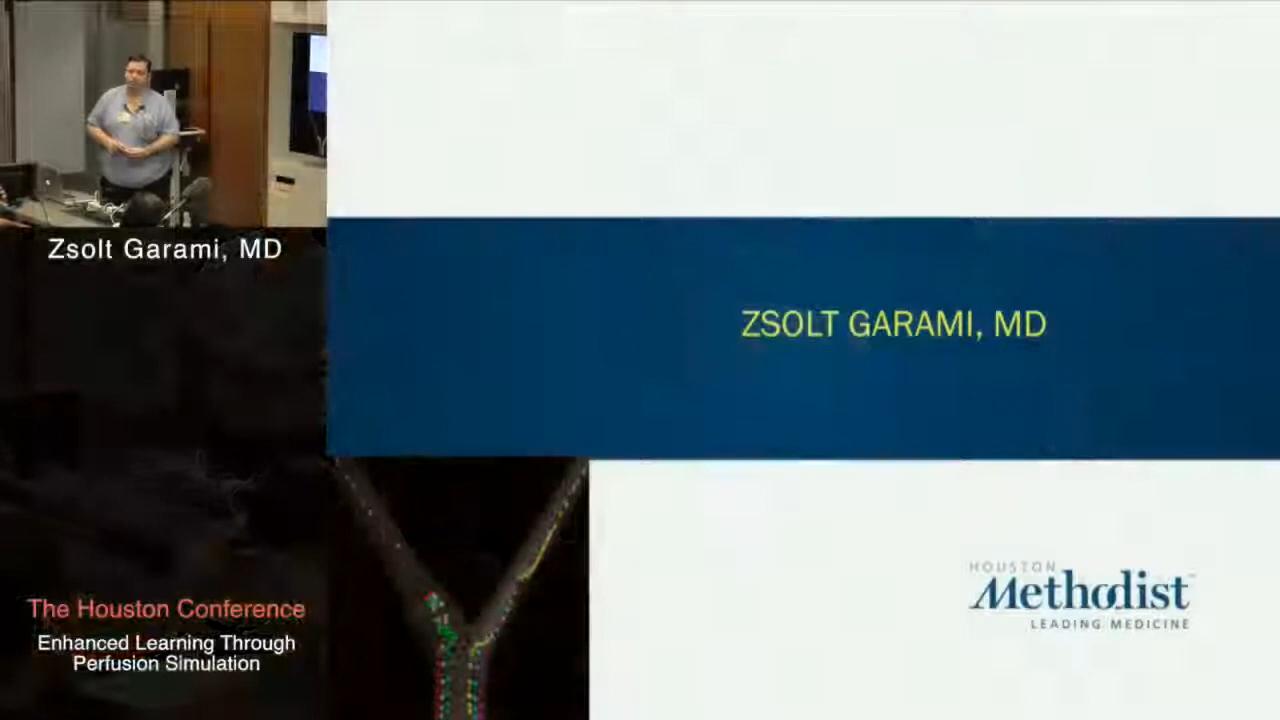 Zsolt Garami, MD
ZSOLT GARAMI, MD
The Houston Conference
Enhanced Learning Through
Perfusion Simulation
HOUSTON
Methodist
LEADING MEDICINE